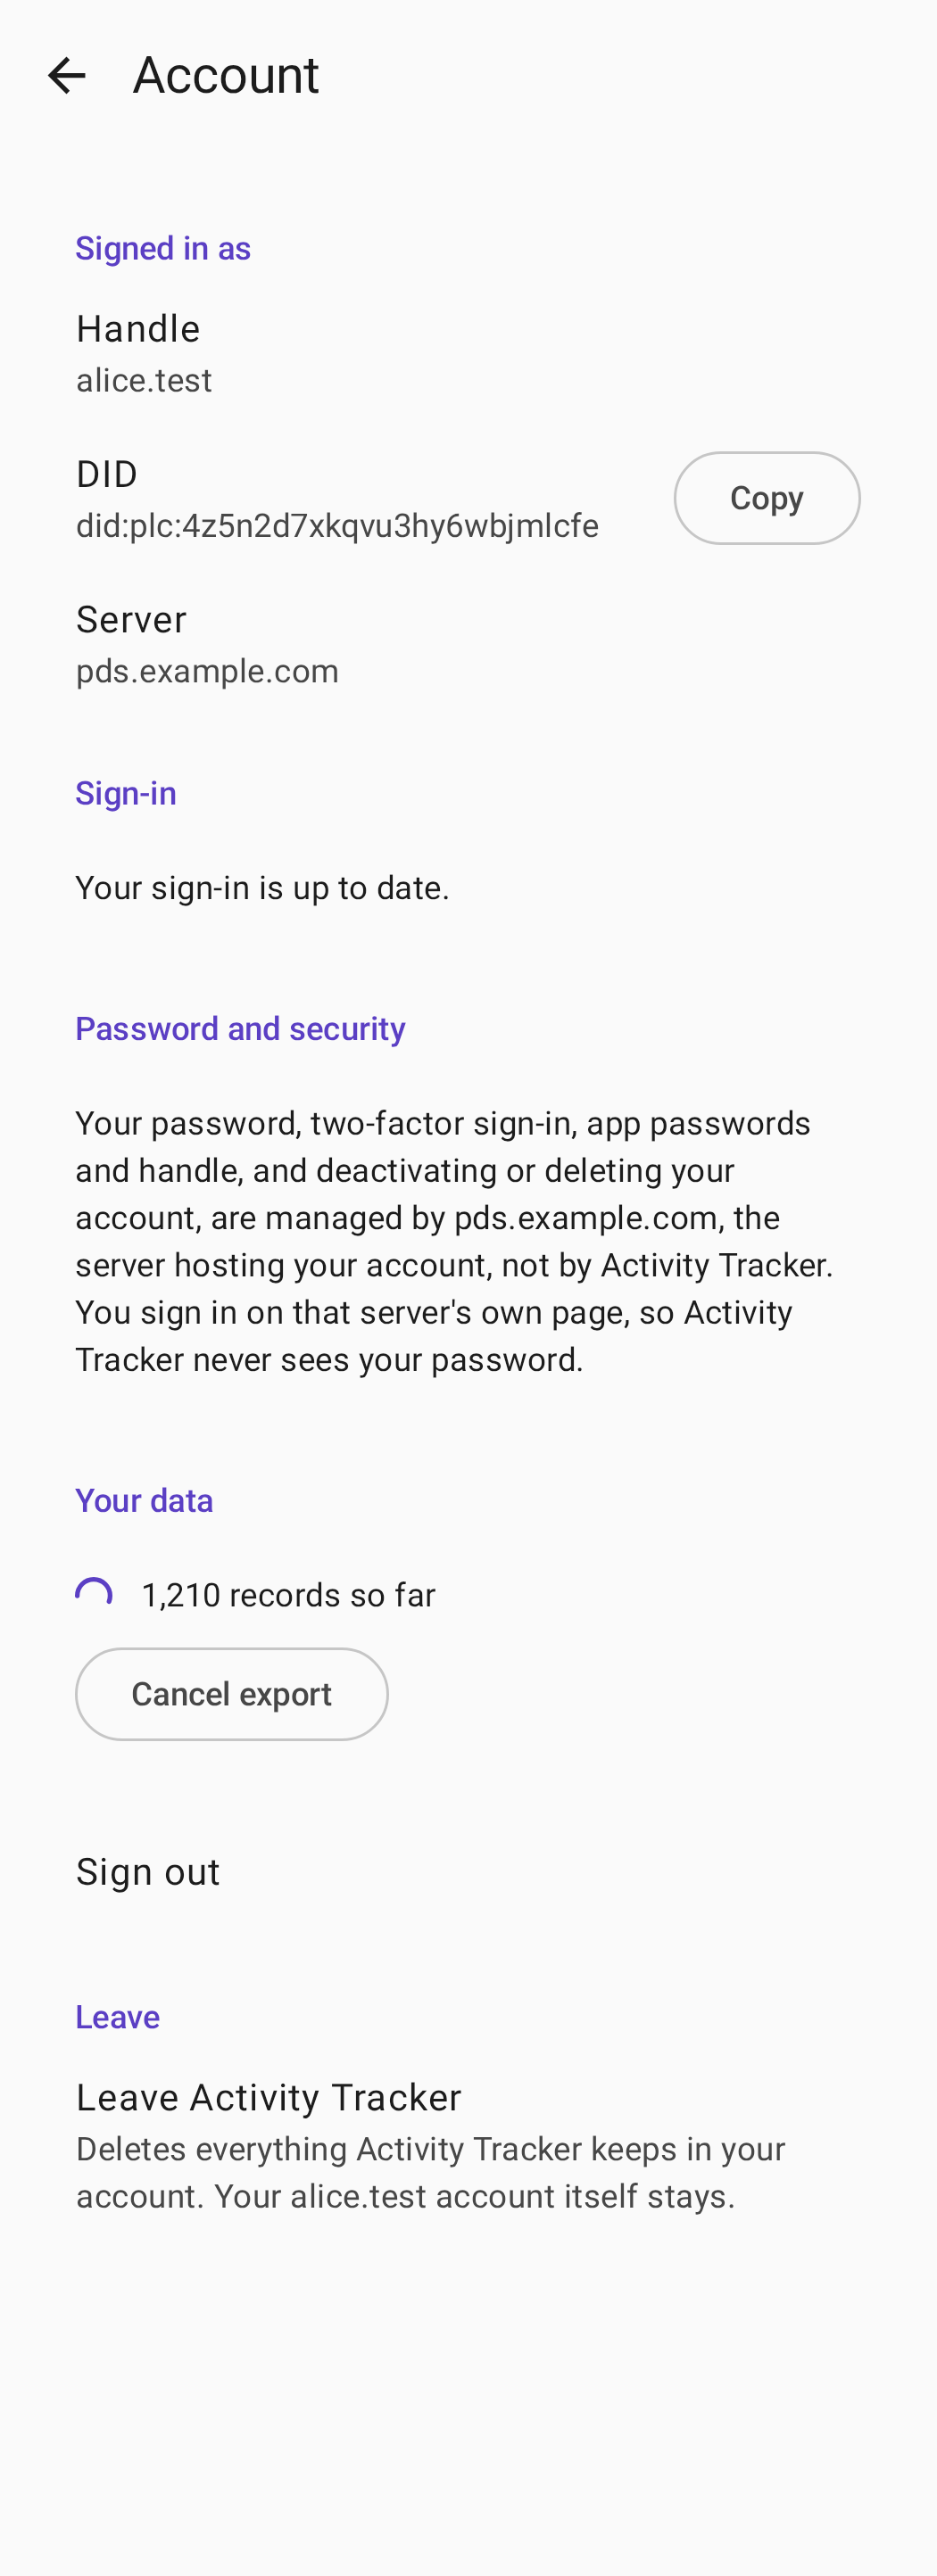 Account
Signed in as
Handle
alice.test
DID
did:plc:4z5n2d7xkqvu3hy6wbjmlcfe
Copy
Server
pds.example.com
Sign-in
Your sign-in is up to date.
Password and security
Your password, two-factor sign-in, app passwords
and handle, and deactivating or deleting your
account, are managed by pds.example.com, the
server hosting your account, not by Activity Tracker.
You sign in on that server's own page, so Activity
Tracker never sees your password.
Your data
1,210 records so far
Cancel export
Sign out
Leave
Leave Activity Tracker
Deletes everything Activity Tracker keeps in your
account. Your alice.test account itself stays.